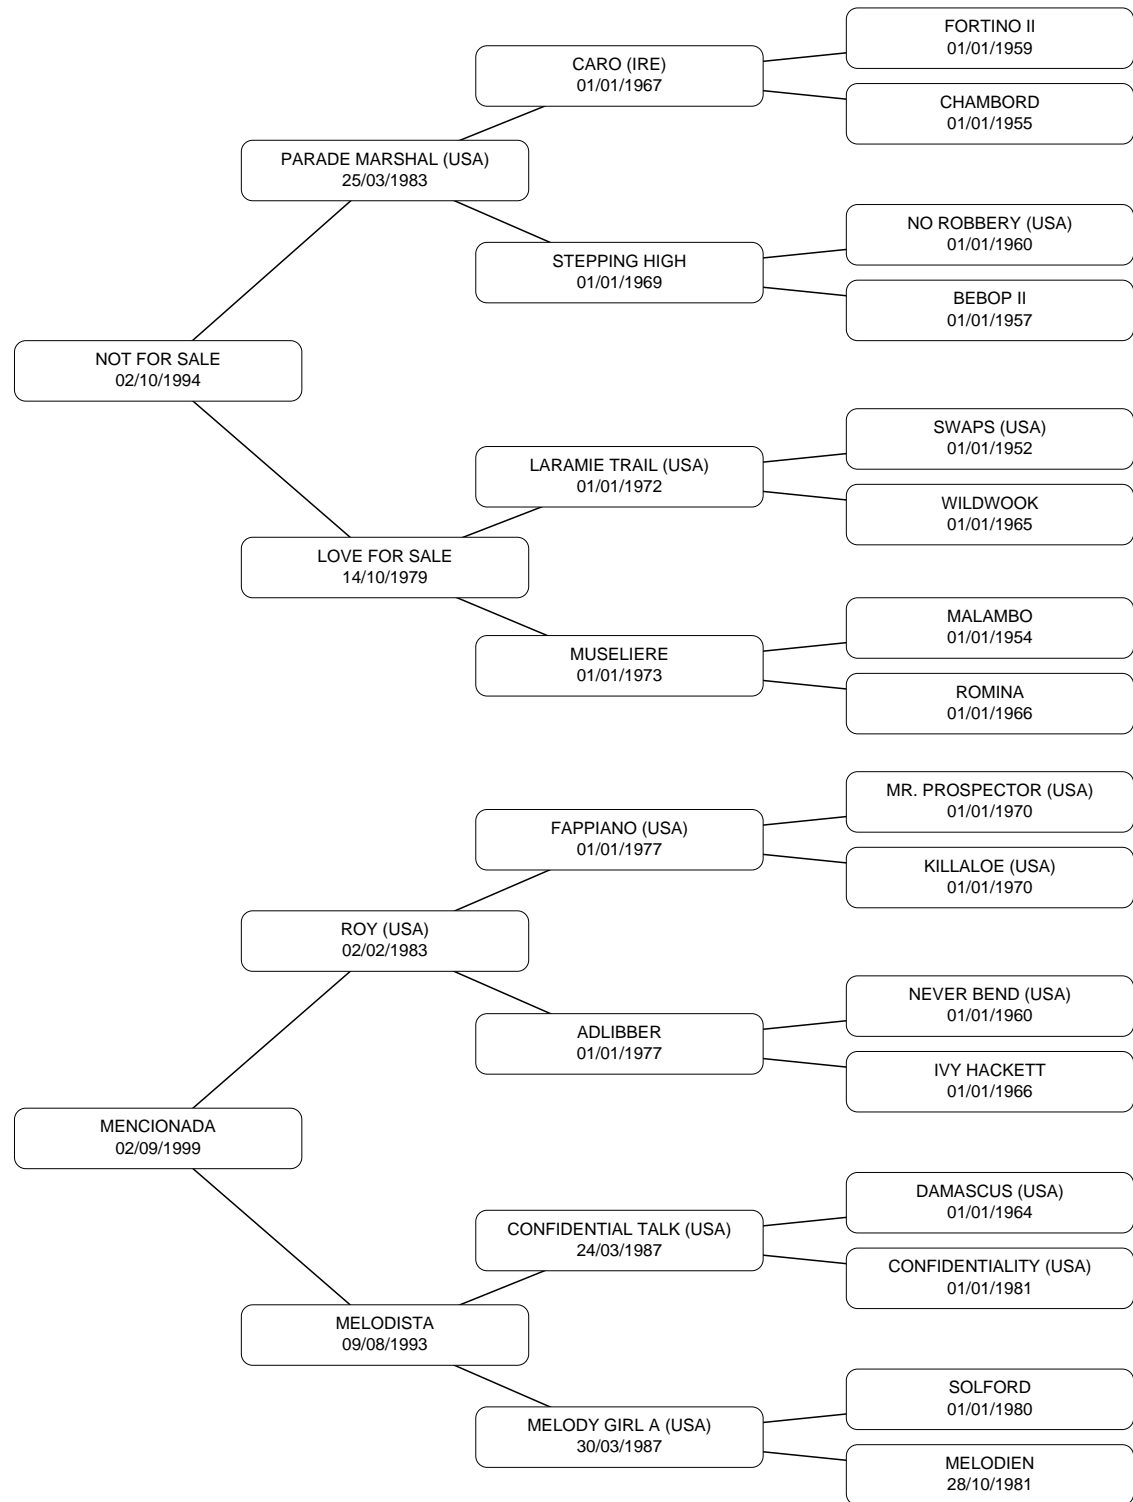 FORTINO II
01/01/1959
CARO (IRE)
01/01/1967
CHAMBORD
01/01/1955
PARADE MARSHAL (USA)
25/03/1983
NO ROBBERY (USA)
01/01/1960
STEPPING HIGH
01/01/1969
BEBOP II
01/01/1957
NOT FOR SALE
02/10/1994
SWAPS (USA)
01/01/1952
LARAMIE TRAIL (USA)
01/01/1972
WILDWOOK
01/01/1965
LOVE FOR SALE
14/10/1979
MALAMBO
01/01/1954
MUSELIERE
01/01/1973
ROMINA
01/01/1966
MR. PROSPECTOR (USA)
01/01/1970
FAPPIANO (USA)
01/01/1977
KILLALOE (USA)
01/01/1970
ROY (USA)
02/02/1983
NEVER BEND (USA)
01/01/1960
ADLIBBER
01/01/1977
IVY HACKETT
01/01/1966
MENCIONADA
02/09/1999
DAMASCUS (USA)
01/01/1964
CONFIDENTIAL TALK (USA)
24/03/1987
CONFIDENTIALITY (USA)
01/01/1981
MELODISTA
09/08/1993
SOLFORD
01/01/1980
MELODY GIRL A (USA)
30/03/1987
MELODIEN
28/10/1981